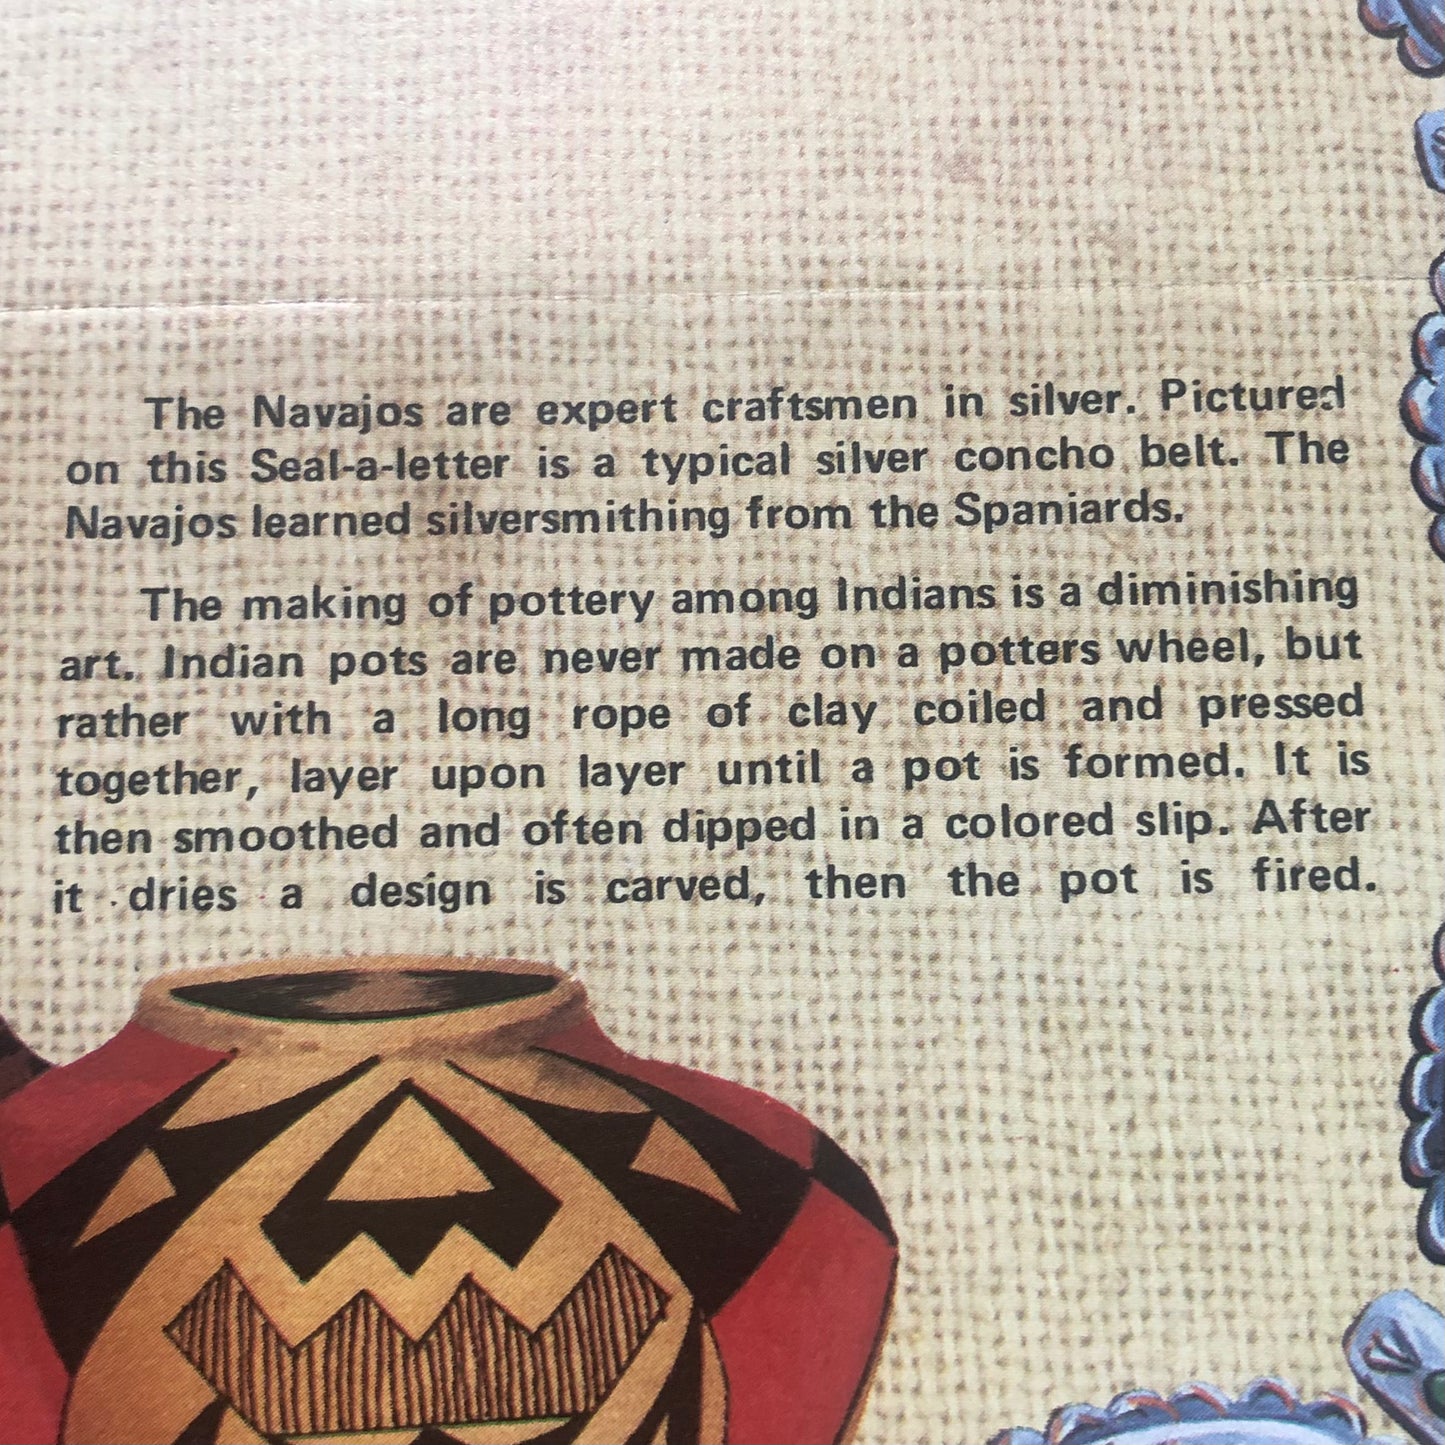 The Navajos are expert craftsmen in silver. Pictured
on this Seal-a-letter is a typical silver concho belt. The
Navajos learned silversmithing from the Spaniards.
The making of pottery among Indians is a diminishing
art. Indian pots are never made on a potters wheel, but
rather with a long rope of clay coiled and pressed
together, layer upon layer until a pot is formed. It is
then smoothed and often dipped in a colored slip. After
it dries a design is carved, then the pot is fired.